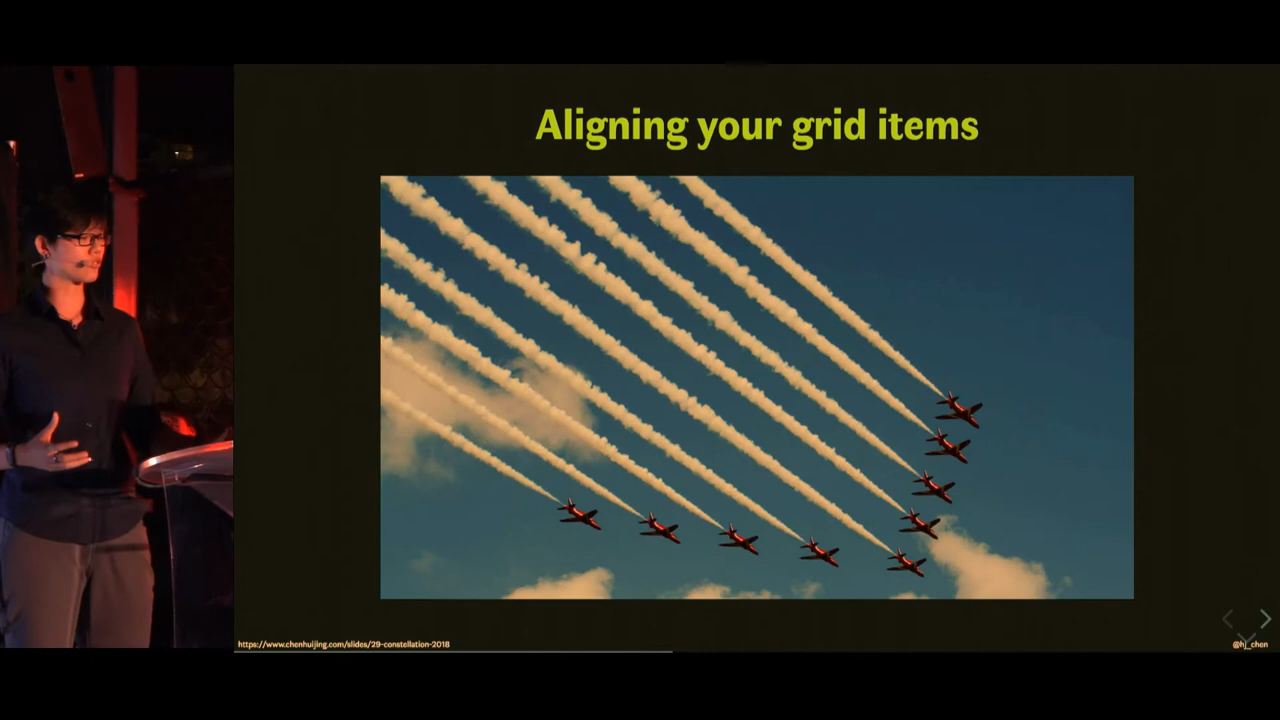 Aligning your grid items
https://www.chenhuijing.com/slides/29-constellation-2018
@hj_chen